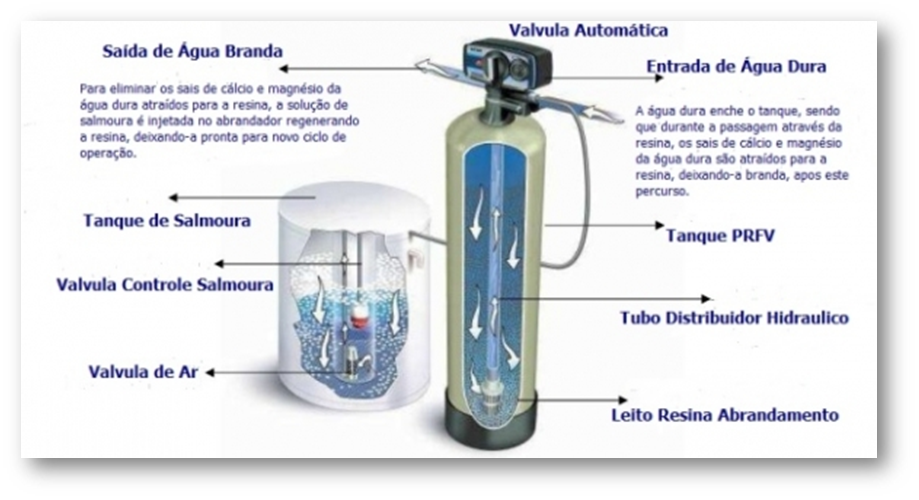 Valvula Automática
Saída de Água Branda
Para eliminar os sais de cálcio e magnésio da
água dura atraídos para a resina, a solução de
salmoura é injetada no abrandador regenerando
a resina, deixando-a pronta para novo ciclo de
operação.
Entrada de Água Dura
A água dura enche o tanque, sendo
que durante a passagem através da
resina, os sais de cálcio e magnésio
da água dura são atraídos para a
resina, deixando-a branda, apos este
percurso.
Tanque de Salmoura
Tanque PRFV
Valvula Controle Salmoura
Tubo Distribuidor Hidraulico
Valvula de Ar
Leito Resina Abrandamento